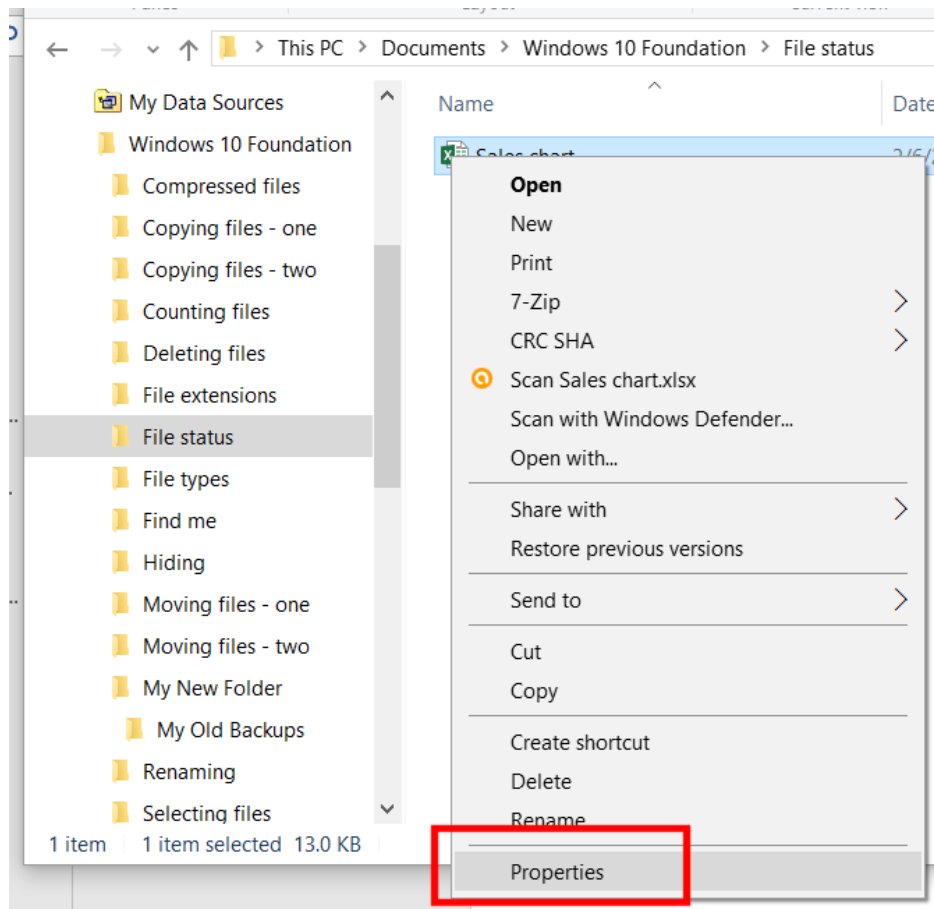 This PC > Documents > Windows 10 Foundation > File status
My Data Sources
Windows 10 Foundation
Compressed files
Copying files - one
Copying files - two
Counting files
Deleting files
File extensions
File status
File types
Find me
Hiding
Moving files - one
Moving files - two
My New Folder
My Old Backups
Renaming
Selecting files
1 item 1 item selected 13.0 KB
Name Date
Sales chart
Open
New
Print
7-Zip
CRC SHA
Scan Sales chart.xlsx
Scan with Windows Defender...
Open with...
Share with
Restore previous versions
Send to
Cut
Copy
Create shortcut
Delete
Rename
Properties